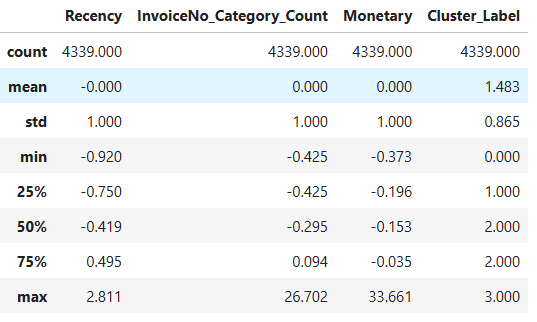 Recency InvoiceNo_Category_Count Monetary Cluster_Label
count 4339.000 4339.000 4339.000 4339.000
mean -0.000 0.000 0.000 1.483
std 1.000 1.000 1.000 0.865
min -0.920 -0.425 -0.373 0.000
25% -0.750 -0.425 -0.196 1.000
50% -0.419 -0.295 -0.153 2.000
75% 0.495 0.094 -0.035 2.000
max 2.811 26.702 33.661 3.000